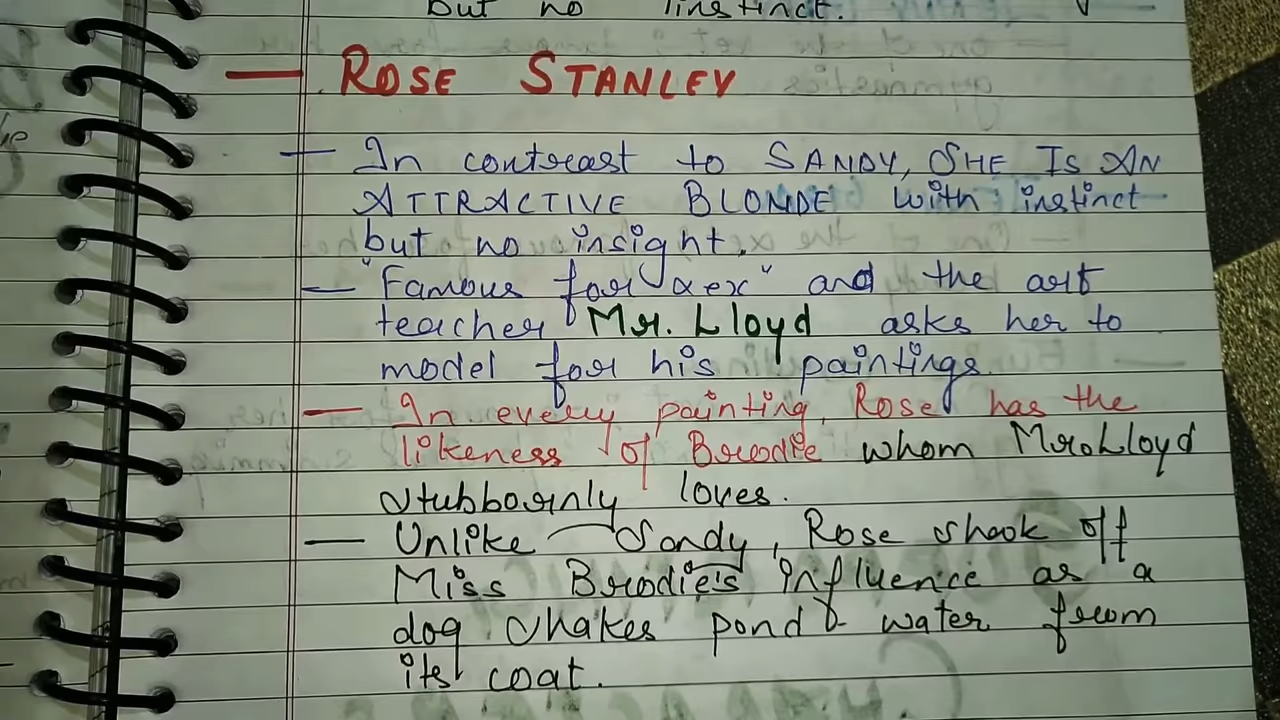 but no instinct.
— ROSE STANLEY
— In contrast to SANDY, SHE IS AN
ATTRACTIVE BLONDE with instinct
but no insight.
— "Famous for sex" and the art
teacher Mr. Lloyd asks her to
model for his paintings.
— In every painting, Rose has the
likeness of Brodie whom Mr. Lloyd
stubbornly loves.
— Unlike Sandy, Rose shook off
Miss Brodie's influence as a
dog shakes pond water from
its coat.